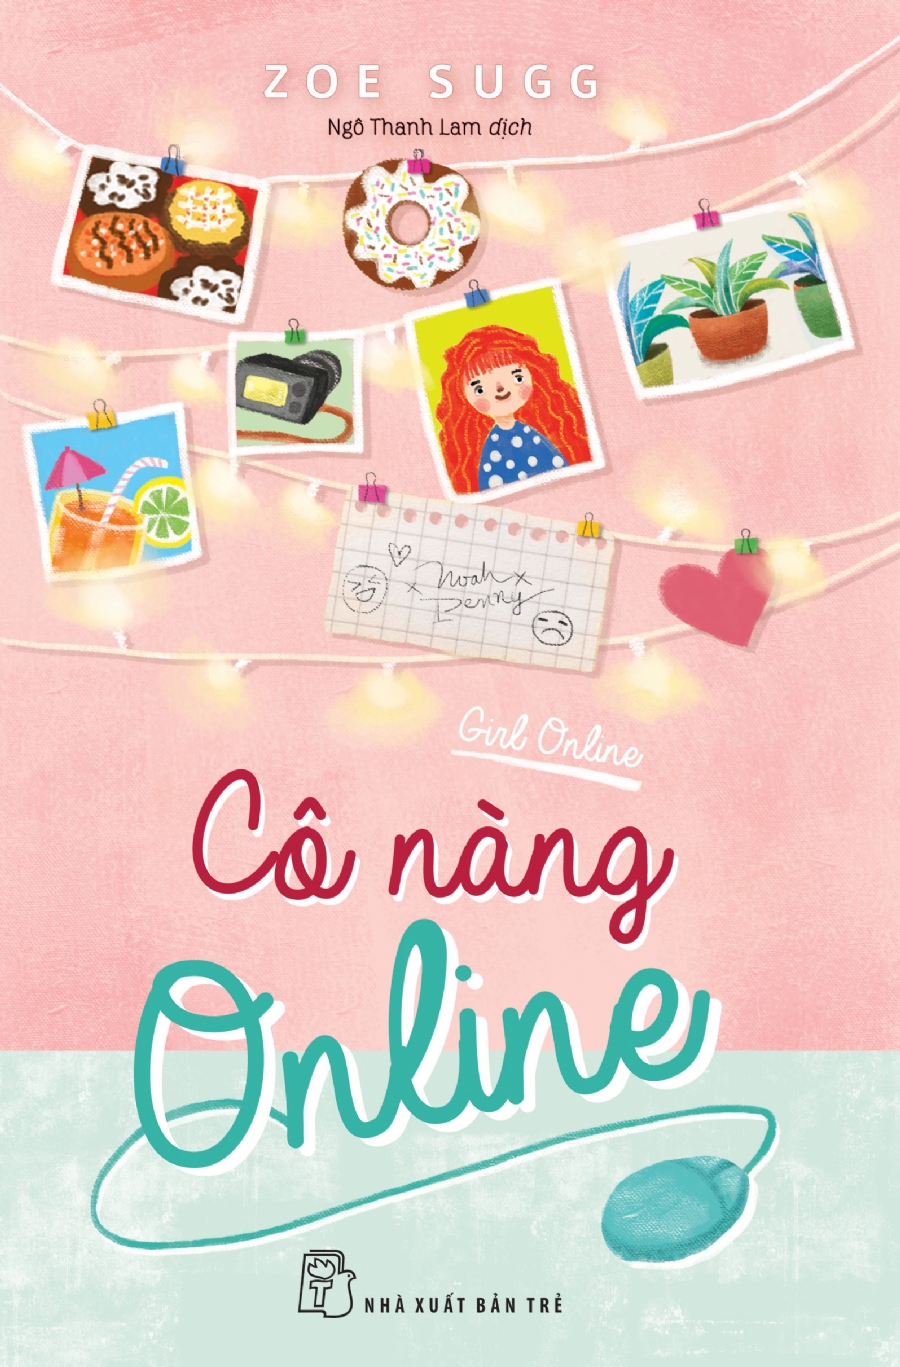 ZOE SUGG
Ngô Thanh Lam dịch
x Noah x
Penny
Girl Online
Cô nàng
Online
T
NHÀ XUẤT BẢN TRẺ